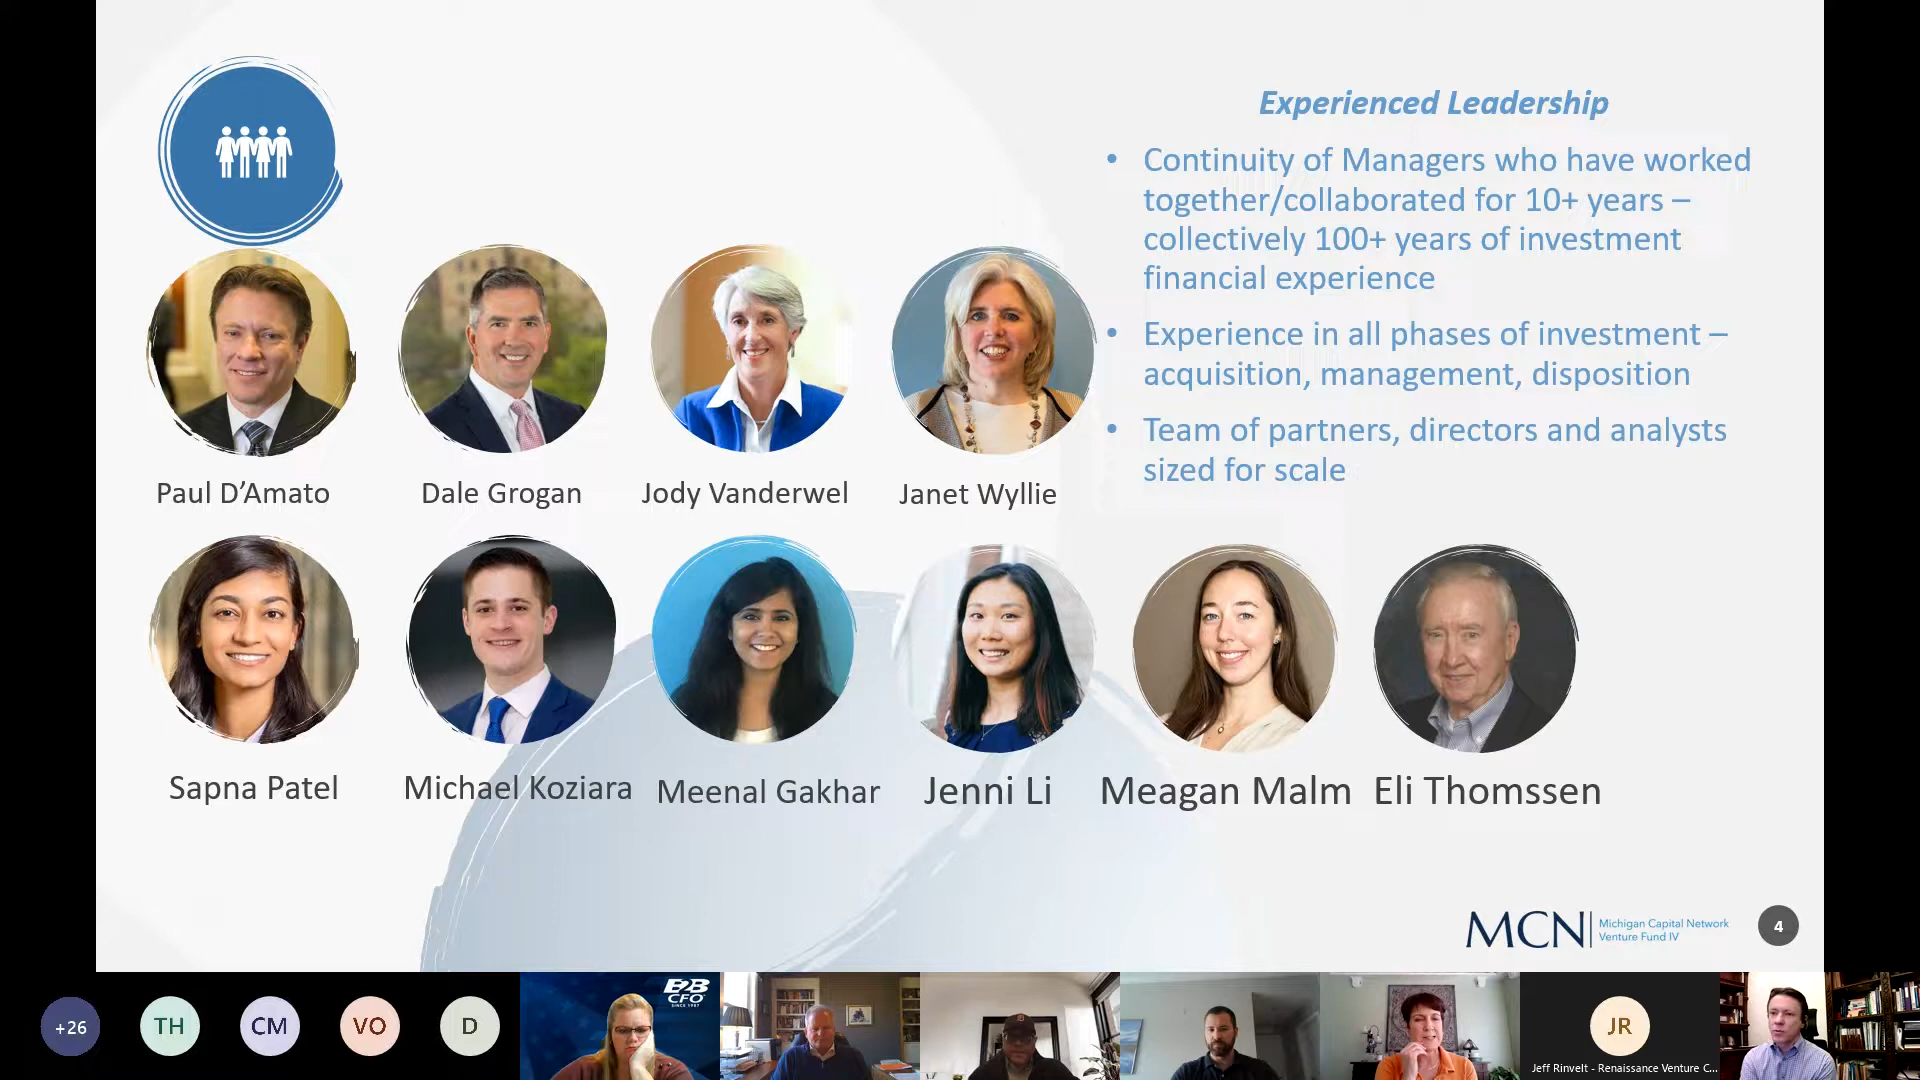 Experienced Leadership
• Continuity of Managers who have worked
together/collaborated for 10+ years –
collectively 100+ years of investment
financial experience
• Experience in all phases of investment –
acquisition, management, disposition
• Team of partners, directors and analysts
sized for scale
Paul D’Amato
Dale Grogan
Jody Vanderwel
Janet Wyllie
Sapna Patel
Michael Koziara
Meenal Gakhar
Jenni Li
Meagan Malm
Eli Thomssen
MCN
Michigan Capital Network
Venture Fund IV
4
+26
TH
CM
VO
D
B2B
CFO
SINCE 1987
JR
Jeff Rinvelt - Renaissance Venture C...